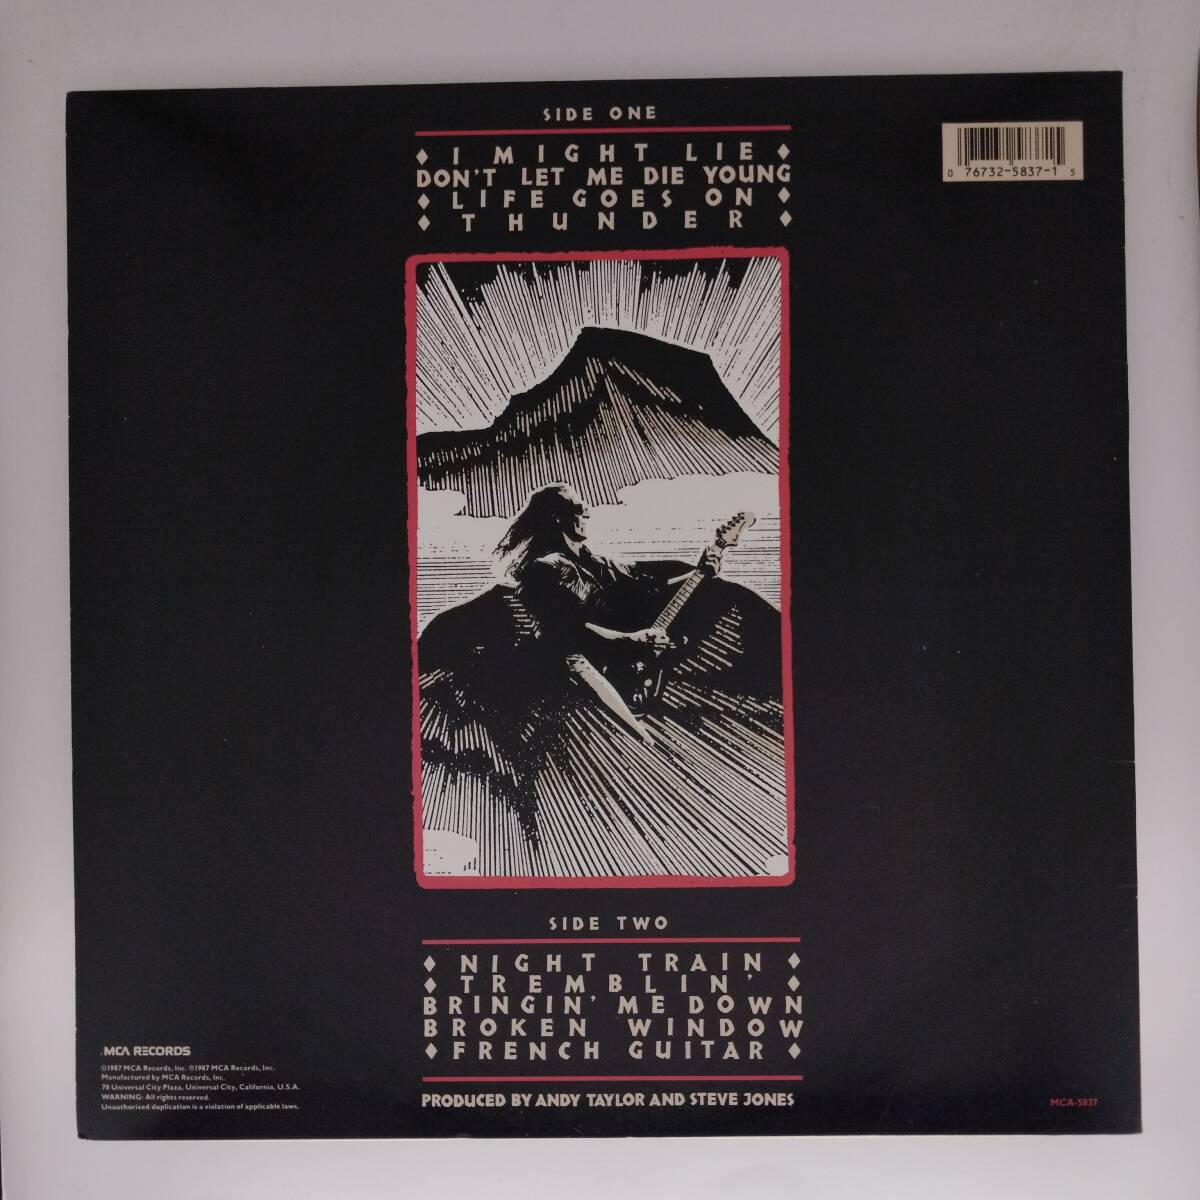 SIDE ONE
♦ I MIGHT LIE ♦
DON'T LET ME DIE YOUNG
♦ LIFE GOES ON ♦
♦ THUNDER ♦
0 76732-5837-1 5
SIDE TWO
♦ NIGHT TRAIN ♦
♦ TREMBLIN' ♦
BRINGIN' ME DOWN
BROKEN WINDOW
♦ FRENCH GUITAR ♦
PRODUCED BY ANDY TAYLOR AND STEVE JONES
MCA RECORDS
©1987 MCA Records, Inc. ℗1987 MCA Records, Inc.
Manufactured by MCA Records, Inc.
70 Universal City Plaza, Universal City, California, U.S.A.
WARNING: All rights reserved.
Unauthorized duplication is a violation of applicable laws.
MCA-5837